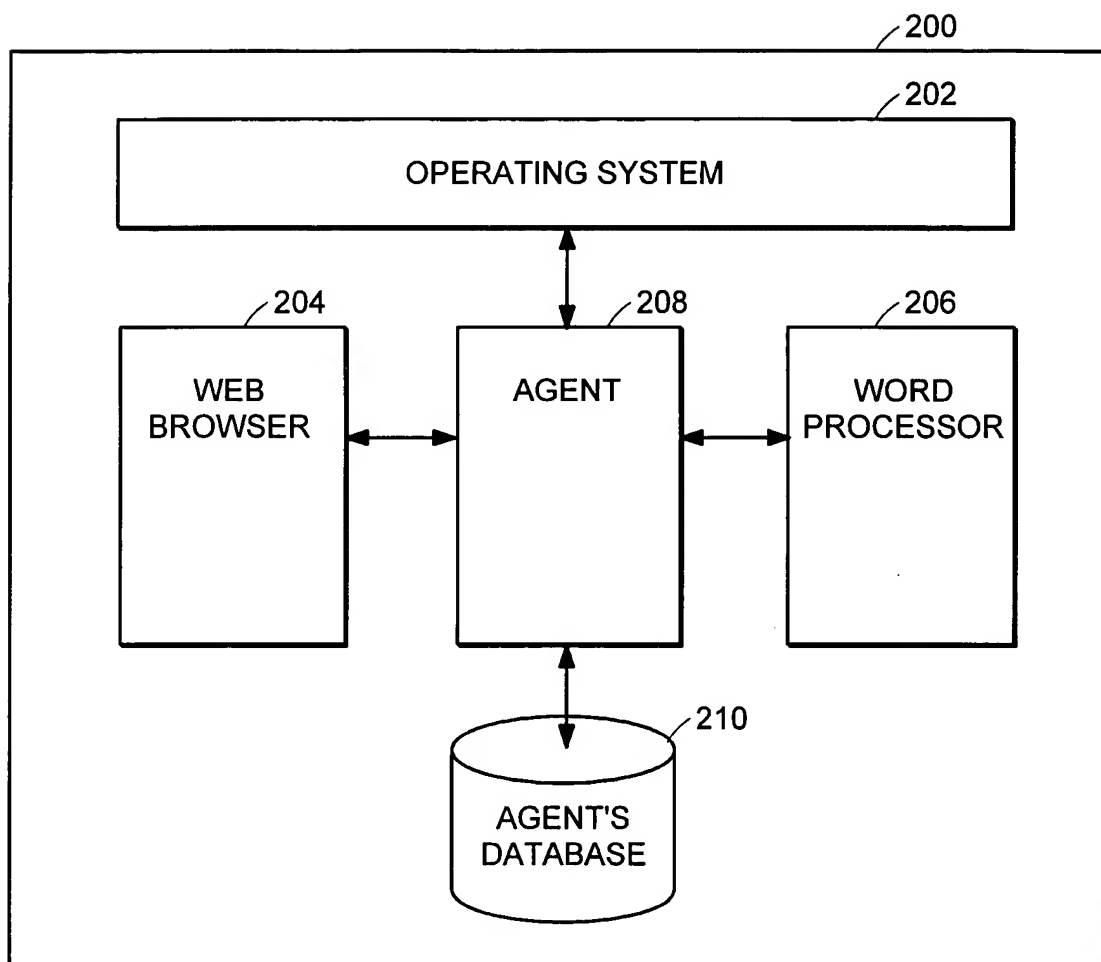 200
202
OPERATING SYSTEM
204
208
206
WEB
BROWSER
AGENT
WORD
PROCESSOR
210
AGENT'S
DATABASE